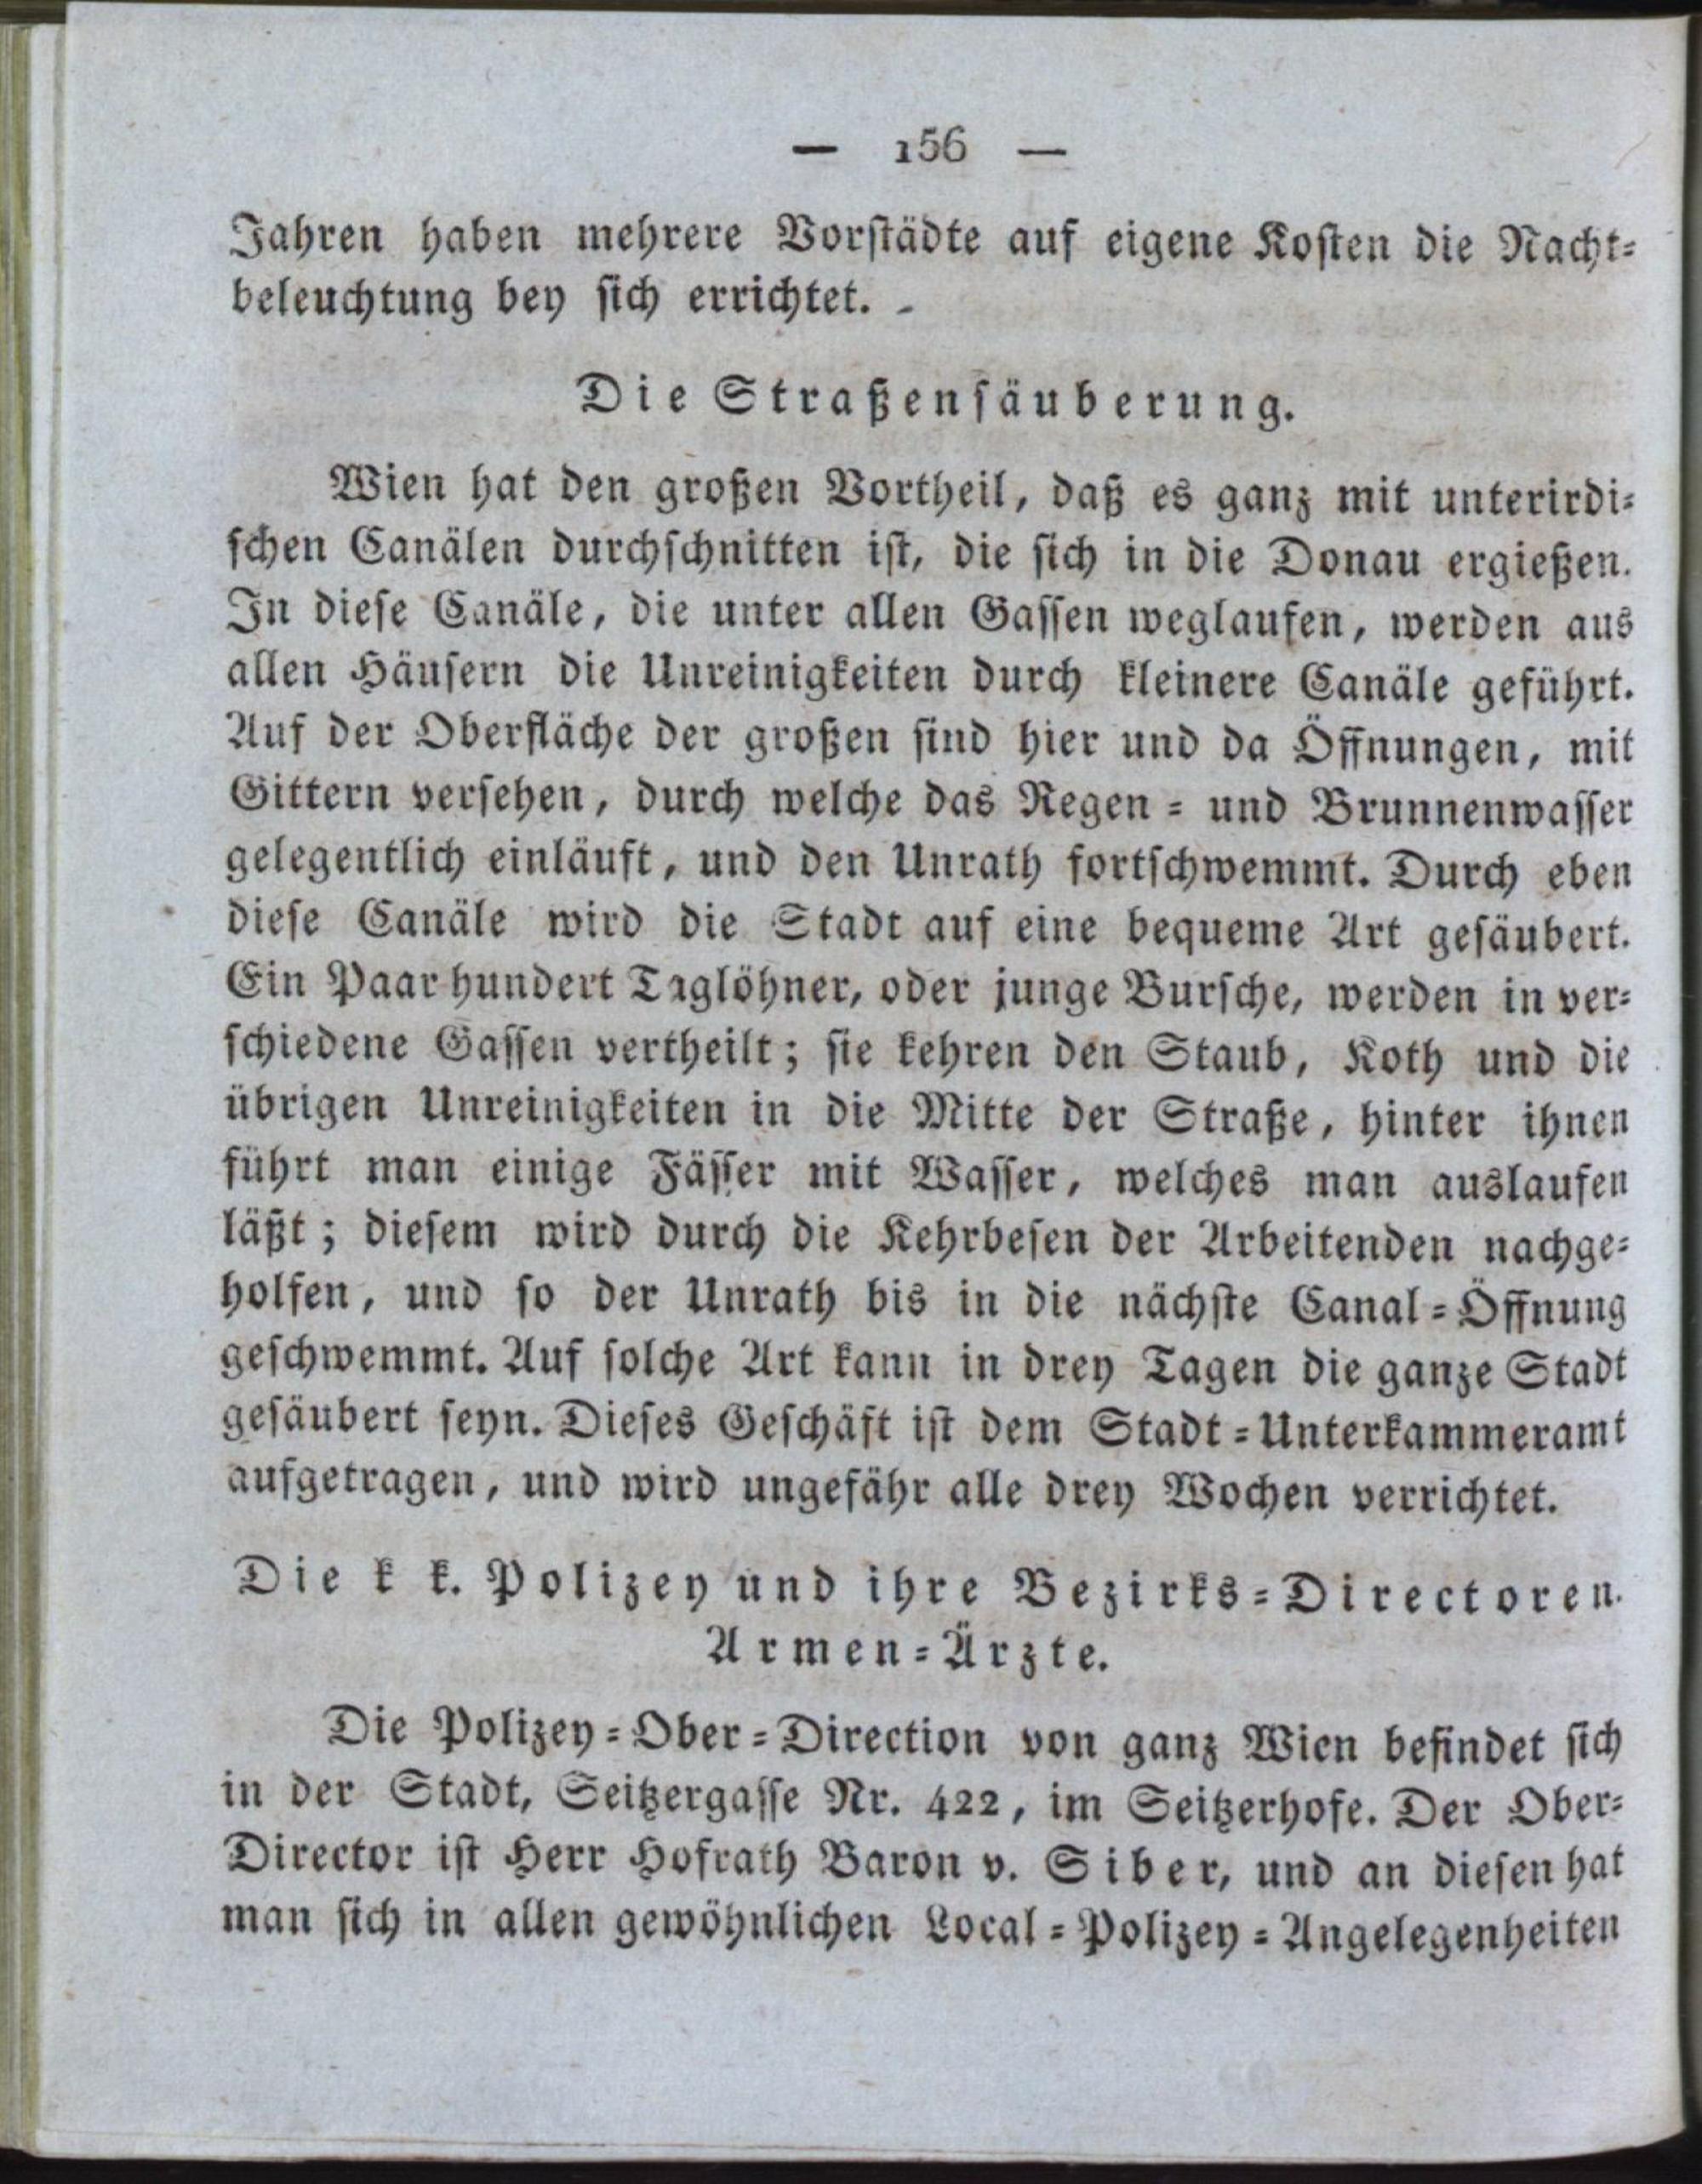 — 156 —
Jahren haben mehrere Vorstädte auf eigene Kosten die Nacht-
beleuchtung bey sich errichtet.
Die Straßensäuberung.
Wien hat den großen Vortheil, daß es ganz mit unterirdi-
schen Canälen durchschnitten ist, die sich in die Donau ergießen.
In diese Canäle, die unter allen Gassen weglaufen, werden aus
allen Häusern die Unreinigkeiten durch kleinere Canäle geführt.
Auf der Oberfläche der großen sind hier und da Öffnungen, mit
Gittern versehen, durch welche das Regen- und Brunnenwasser
gelegentlich einläuft, und den Unrath fortschwemmt. Durch eben
diese Canäle wird die Stadt auf eine bequeme Art gesäubert.
Ein Paar hundert Taglöhner, oder junge Bursche, werden in ver-
schiedene Gassen vertheilt; sie kehren den Staub, Koth und die
übrigen Unreinigkeiten in die Mitte der Straße, hinter ihnen
führt man einige Fässer mit Wasser, welches man auslaufen
läßt; diesem wird durch die Kehrbesen der Arbeitenden nachge-
holfen, und so der Unrath bis in die nächste Canal-Öffnung
geschwemmt. Auf solche Art kann in drey Tagen die ganze Stadt
gesäubert seyn. Dieses Geschäft ist dem Stadt-Unterkammeramt
aufgetragen, und wird ungefähr alle drey Wochen verrichtet.
Die k k. Polizey und ihre Bezirks-Directoren.
Armen-Ärzte.
Die Polizey-Ober-Direction von ganz Wien befindet sich
in der Stadt, Seitzergasse Nr. 422, im Seitzerhofe. Der Ober-
Director ist Herr Hofrath Baron v. Siber, und an diesen hat
man sich in allen gewöhnlichen Local-Polizey-Angelegenheiten